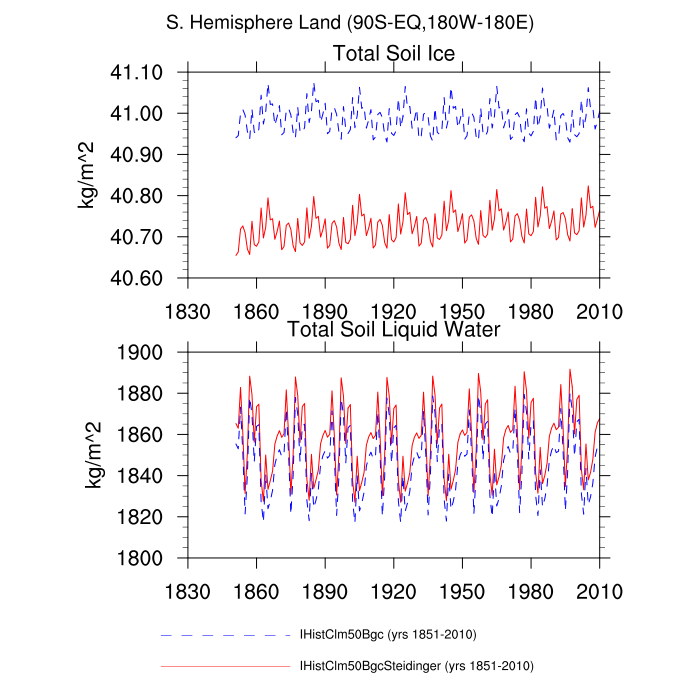 S. Hemisphere Land (90S-EQ,180W-180E)
Total Soil Ice
41.10
41.00
40.90
40.80
40.70
40.60
kg/m^2
1830 1860 1890 1920 1950 1980 2010
Total Soil Liquid Water
1900
1880
1860
1840
1820
1800
kg/m^2
1830 1860 1890 1920 1950 1980 2010
IHistClm50Bgc (yrs 1851-2010)
IHistClm50BgcSteidinger (yrs 1851-2010)